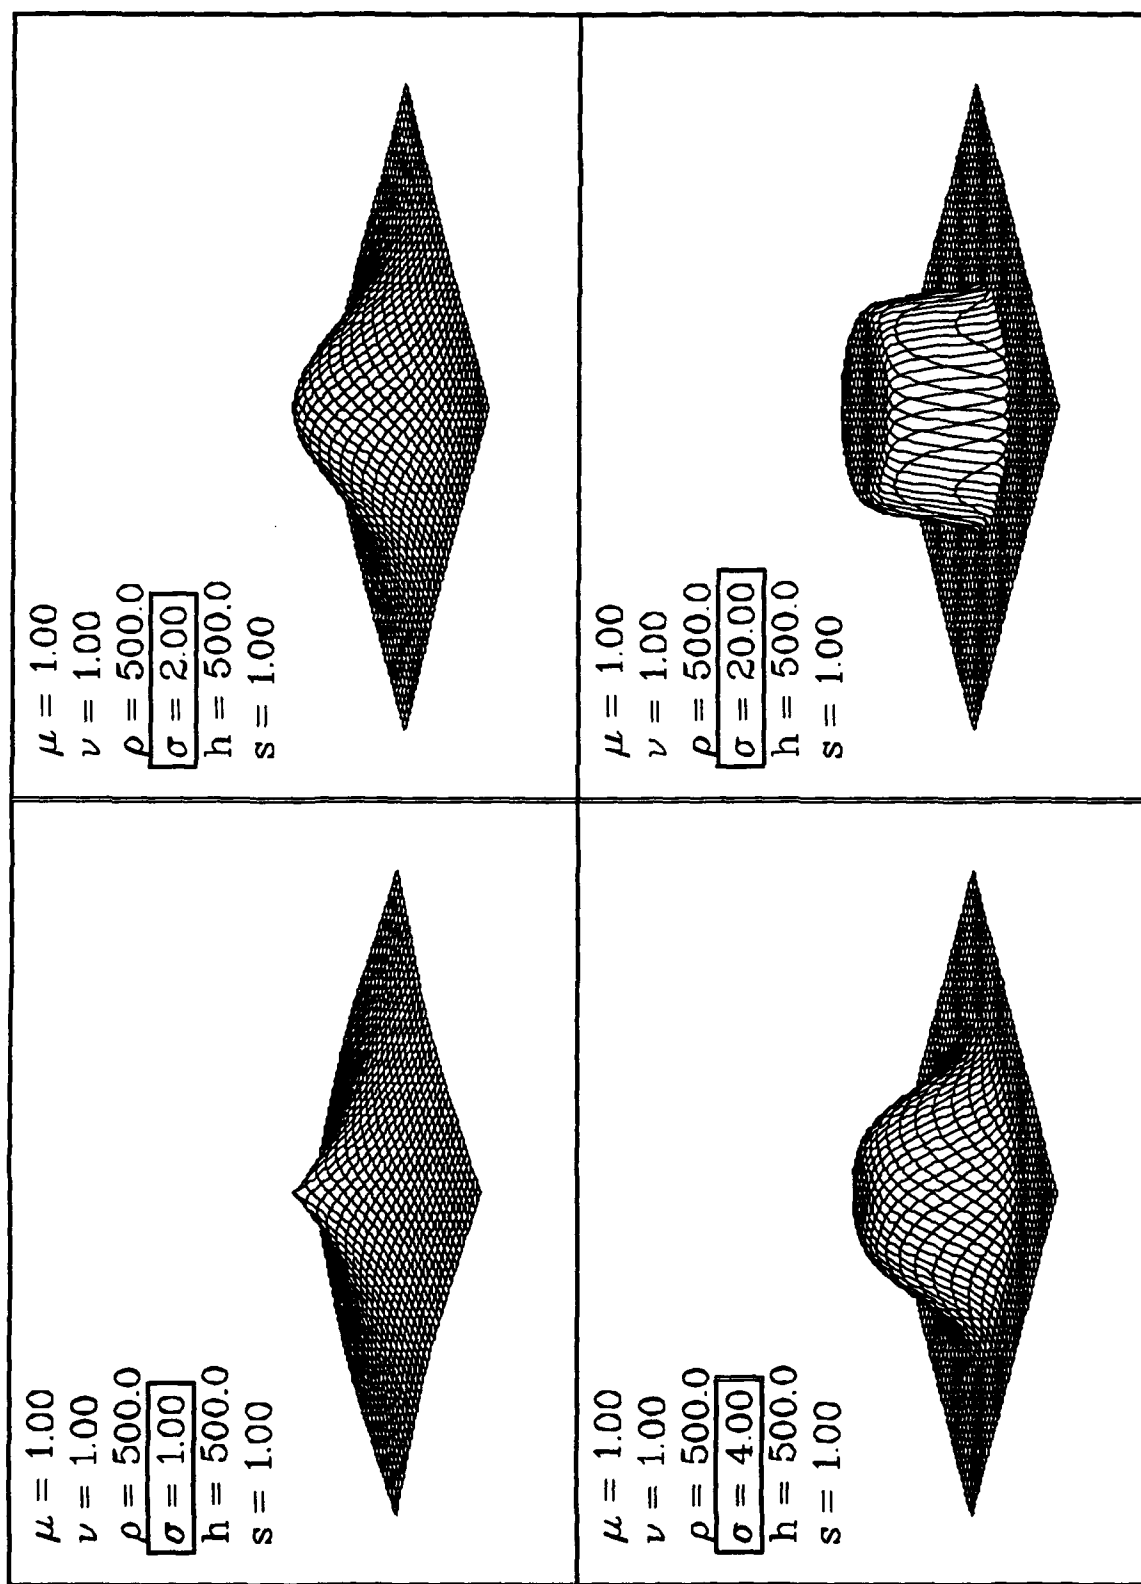 μ = 1.00
ν = 1.00
ρ = 500.0
σ = 1.00
h = 500.0
s = 1.00
μ = 1.00
ν = 1.00
ρ = 500.0
σ = 2.00
h = 500.0
s = 1.00
μ = 1.00
ν = 1.00
ρ = 500.0
σ = 4.00
h = 500.0
s = 1.00
μ = 1.00
ν = 1.00
ρ = 500.0
σ = 20.00
h = 500.0
s = 1.00